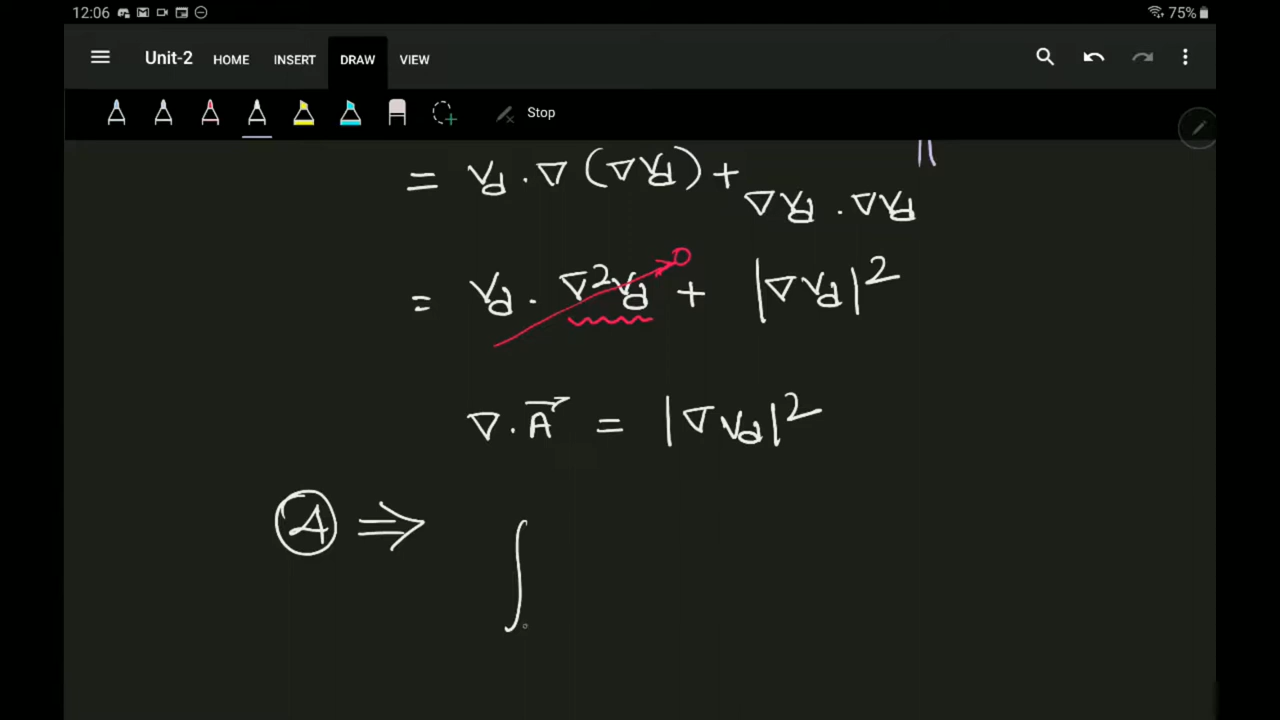 12:06 75%
Unit-2 HOME INSERT DRAW VIEW
Stop
= Vd · ∇ (∇Vd) + ∇Vd · ∇Vd
= Vd · ∇²Vd + |∇Vd|²
0
∇ · A⃗ = |∇Vd|²
Ⓐ ⇒ ∫